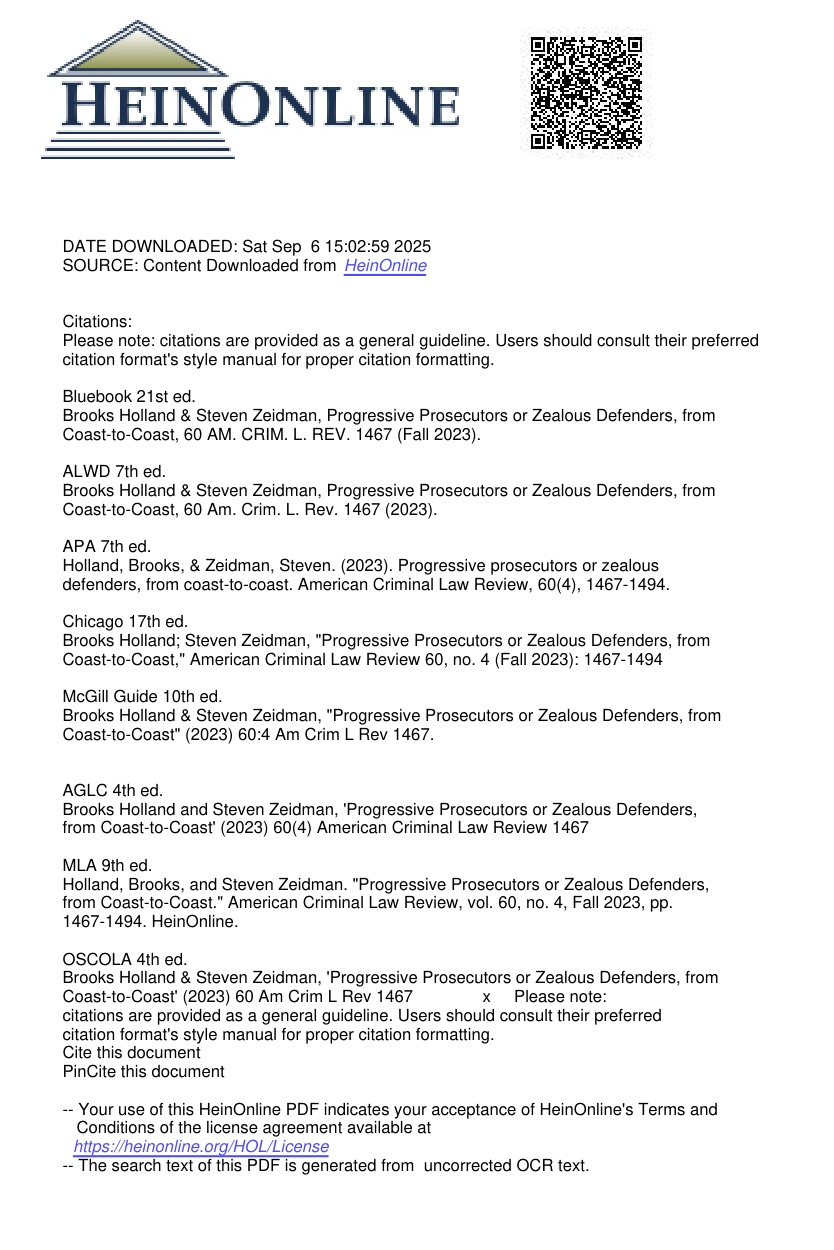 HEINONLINE
DATE DOWNLOADED: Sat Sep  6 15:02:59 2025
SOURCE: Content Downloaded from HeinOnline
Citations:
Please note: citations are provided as a general guideline. Users should consult their preferred
citation format's style manual for proper citation formatting.
Bluebook 21st ed.
Brooks Holland & Steven Zeidman, Progressive Prosecutors or Zealous Defenders, from
Coast-to-Coast, 60 AM. CRIM. L. REV. 1467 (Fall 2023).
ALWD 7th ed.
Brooks Holland & Steven Zeidman, Progressive Prosecutors or Zealous Defenders, from
Coast-to-Coast, 60 Am. Crim. L. Rev. 1467 (2023).
APA 7th ed.
Holland, Brooks, & Zeidman, Steven. (2023). Progressive prosecutors or zealous
defenders, from coast-to-coast. American Criminal Law Review, 60(4), 1467-1494.
Chicago 17th ed.
Brooks Holland; Steven Zeidman, "Progressive Prosecutors or Zealous Defenders, from
Coast-to-Coast," American Criminal Law Review 60, no. 4 (Fall 2023): 1467-1494
McGill Guide 10th ed.
Brooks Holland & Steven Zeidman, "Progressive Prosecutors or Zealous Defenders, from
Coast-to-Coast" (2023) 60:4 Am Crim L Rev 1467.
AGLC 4th ed.
Brooks Holland and Steven Zeidman, 'Progressive Prosecutors or Zealous Defenders,
from Coast-to-Coast' (2023) 60(4) American Criminal Law Review 1467
MLA 9th ed.
Holland, Brooks, and Steven Zeidman. "Progressive Prosecutors or Zealous Defenders,
from Coast-to-Coast." American Criminal Law Review, vol. 60, no. 4, Fall 2023, pp.
1467-1494. HeinOnline.
OSCOLA 4th ed.
Brooks Holland & Steven Zeidman, 'Progressive Prosecutors or Zealous Defenders, from
Coast-to-Coast' (2023) 60 Am Crim L Rev 1467 x Please note:
citations are provided as a general guideline. Users should consult their preferred
citation format's style manual for proper citation formatting.
Cite this document
PinCite this document
-- Your use of this HeinOnline PDF indicates your acceptance of HeinOnline's Terms and
Conditions of the license agreement available at
https://heinonline.org/HOL/License
-- The search text of this PDF is generated from  uncorrected OCR text.